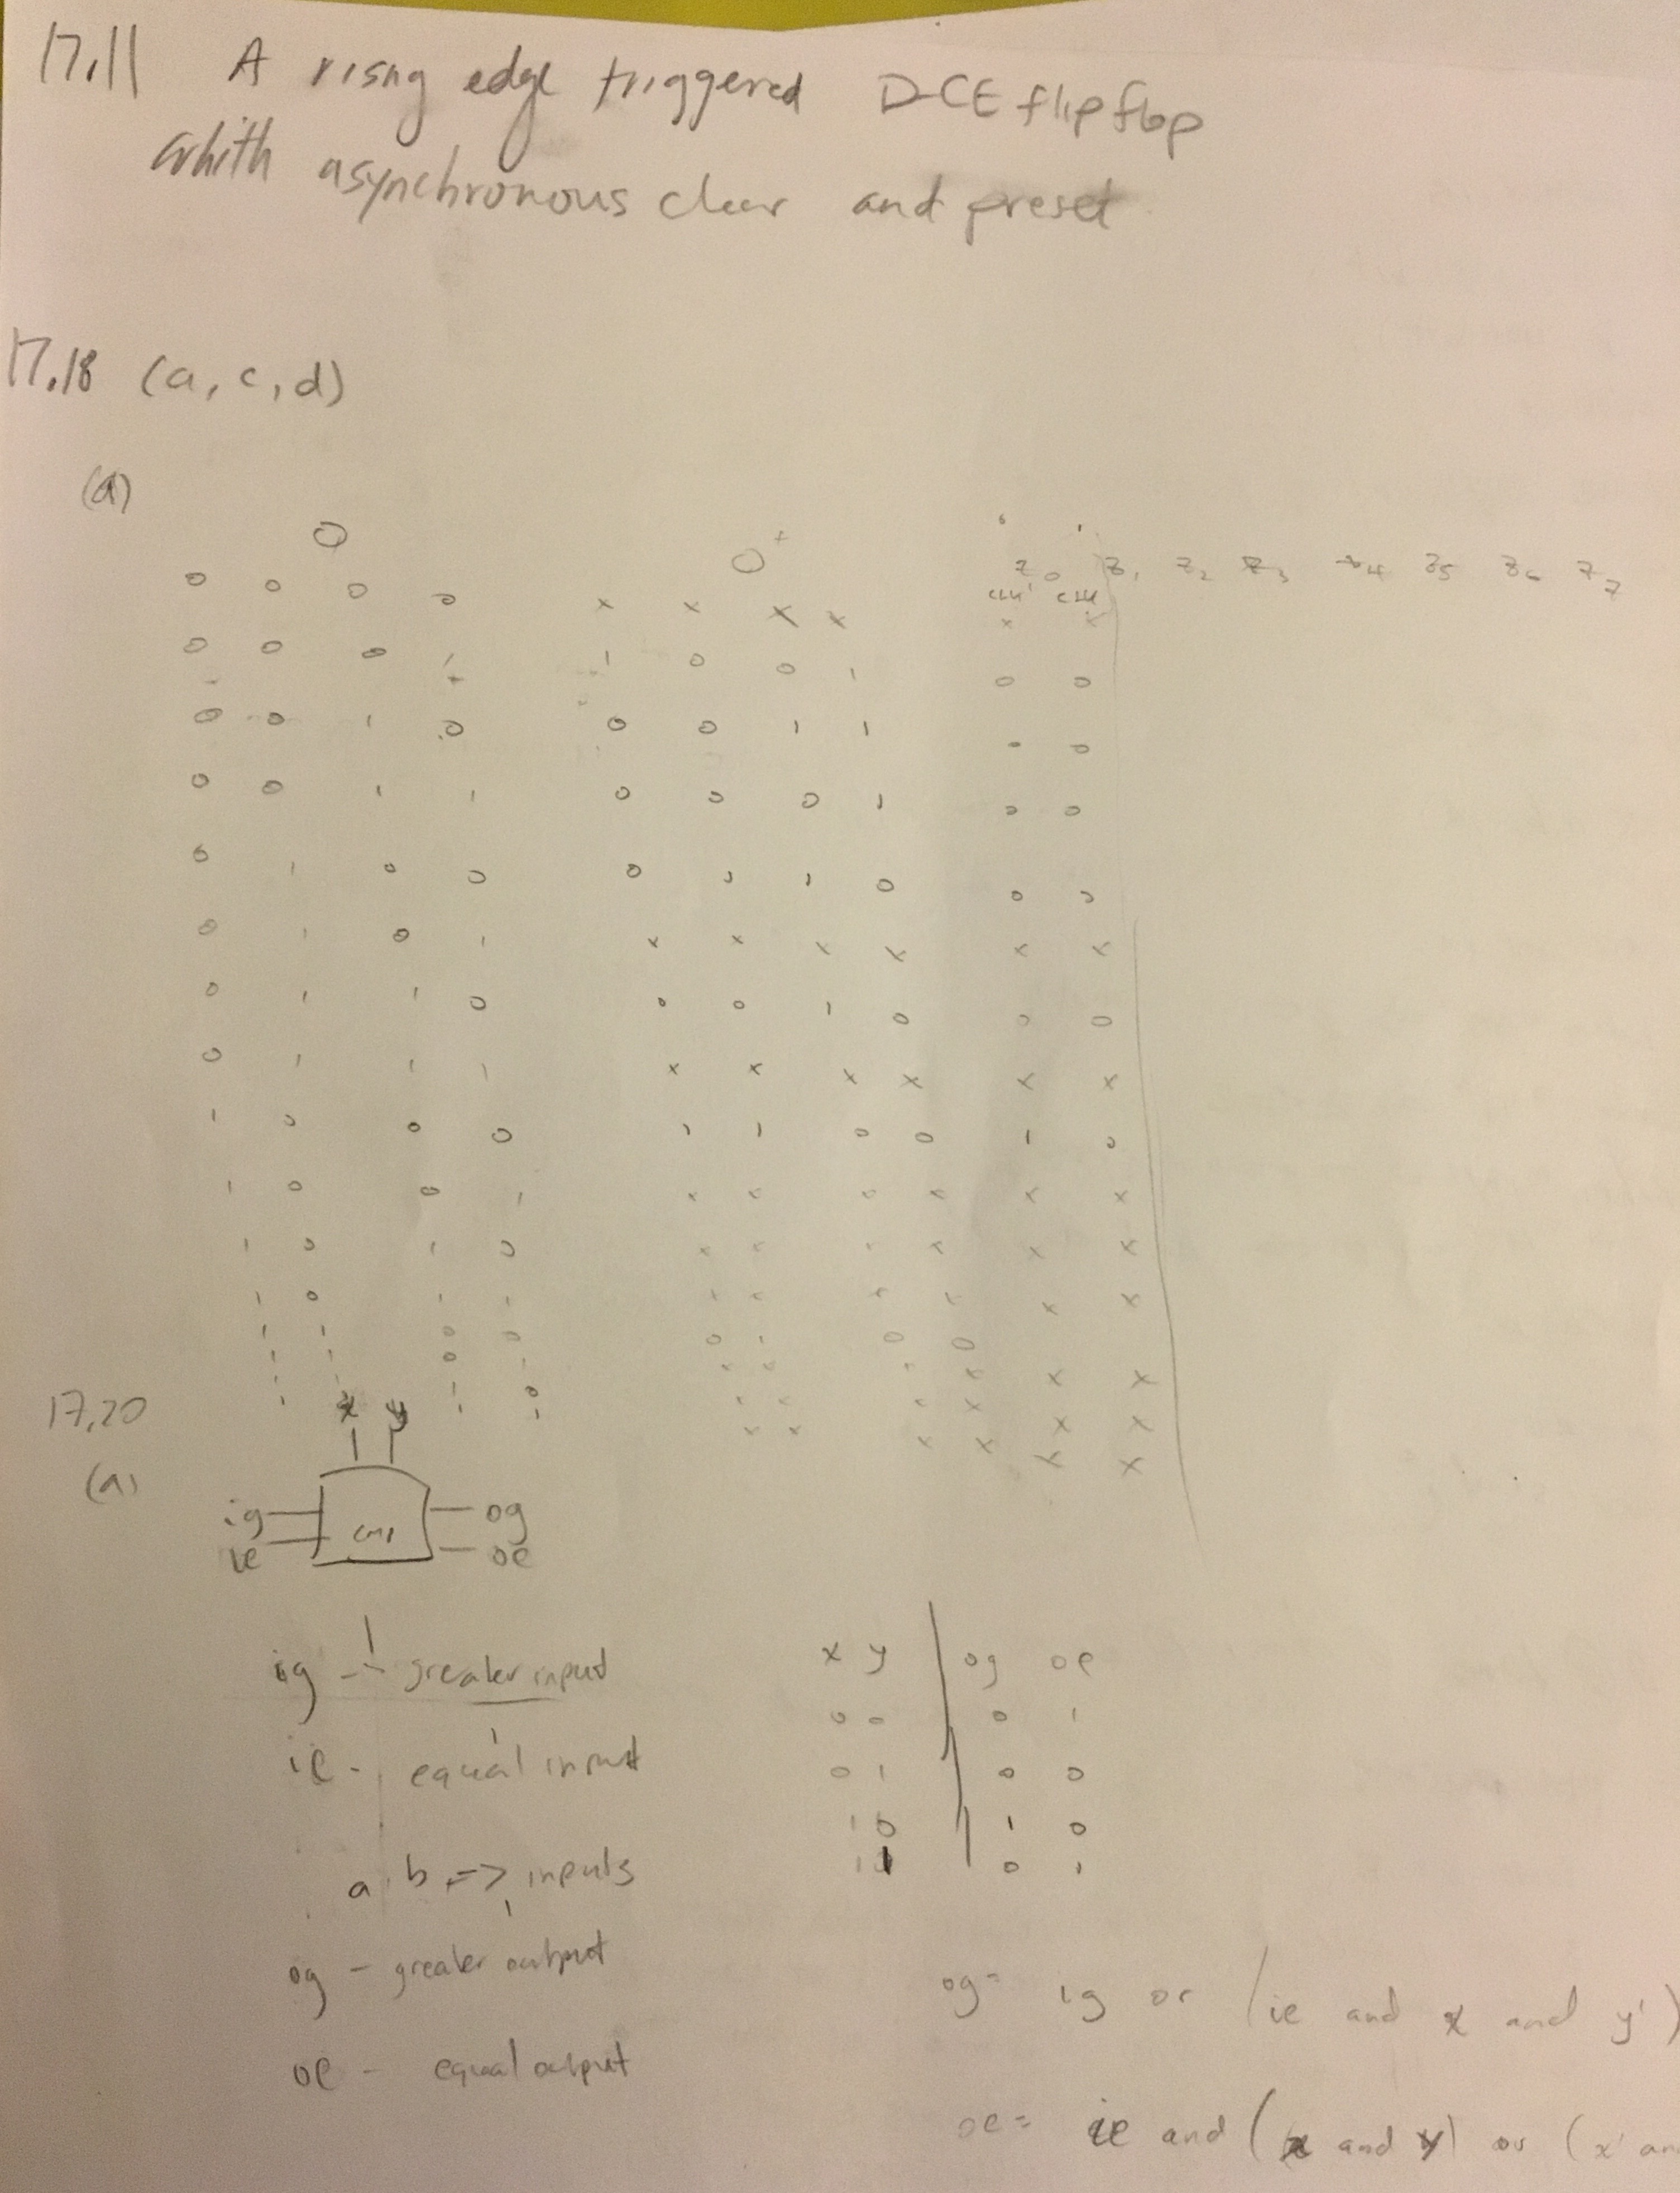 17.11 A rising edge triggered D-CE flipflop
whith asynchronous clear and preset
17.18 (a, c, d)
(d)
Q Q+ z0 z1 z2 z3 z4 z5 z6 z7
clk' clk
0 0 0 0 x x x x x x
0 0 0 1 1 0 0 1 0 0
0 0 1 0 0 0 1 1 0 0
0 0 1 1 0 0 0 1 0 0
0 1 0 0 0 1 1 0 0 0
0 1 0 1 x x x x x x
0 1 1 0 0 0 1 0 0 0
0 1 1 1 x x x x x x
1 0 0 0 1 1 0 0 1 0
1 0 0 1 x x x x x x
1 0 1 0 x x x x x x
1 0 1 1 x x x x x x
1 1 0 0 0 1 0 0
1 1 0 1 x x x x x x
1 1 1 0 x x x x x x
1 1 1 1 x x x x x x
17.20
(a)
x y
ig og
ie oe
ig - greater input
ie - equal input
a, b => inputs
og - greater output
oe - equal output
x y og oe
0 0 0 1
0 1 0 0
1 0 1 0
1 1 0 1
og = ig or (ie and x and y')
oe = ie and (x and y) or (x'